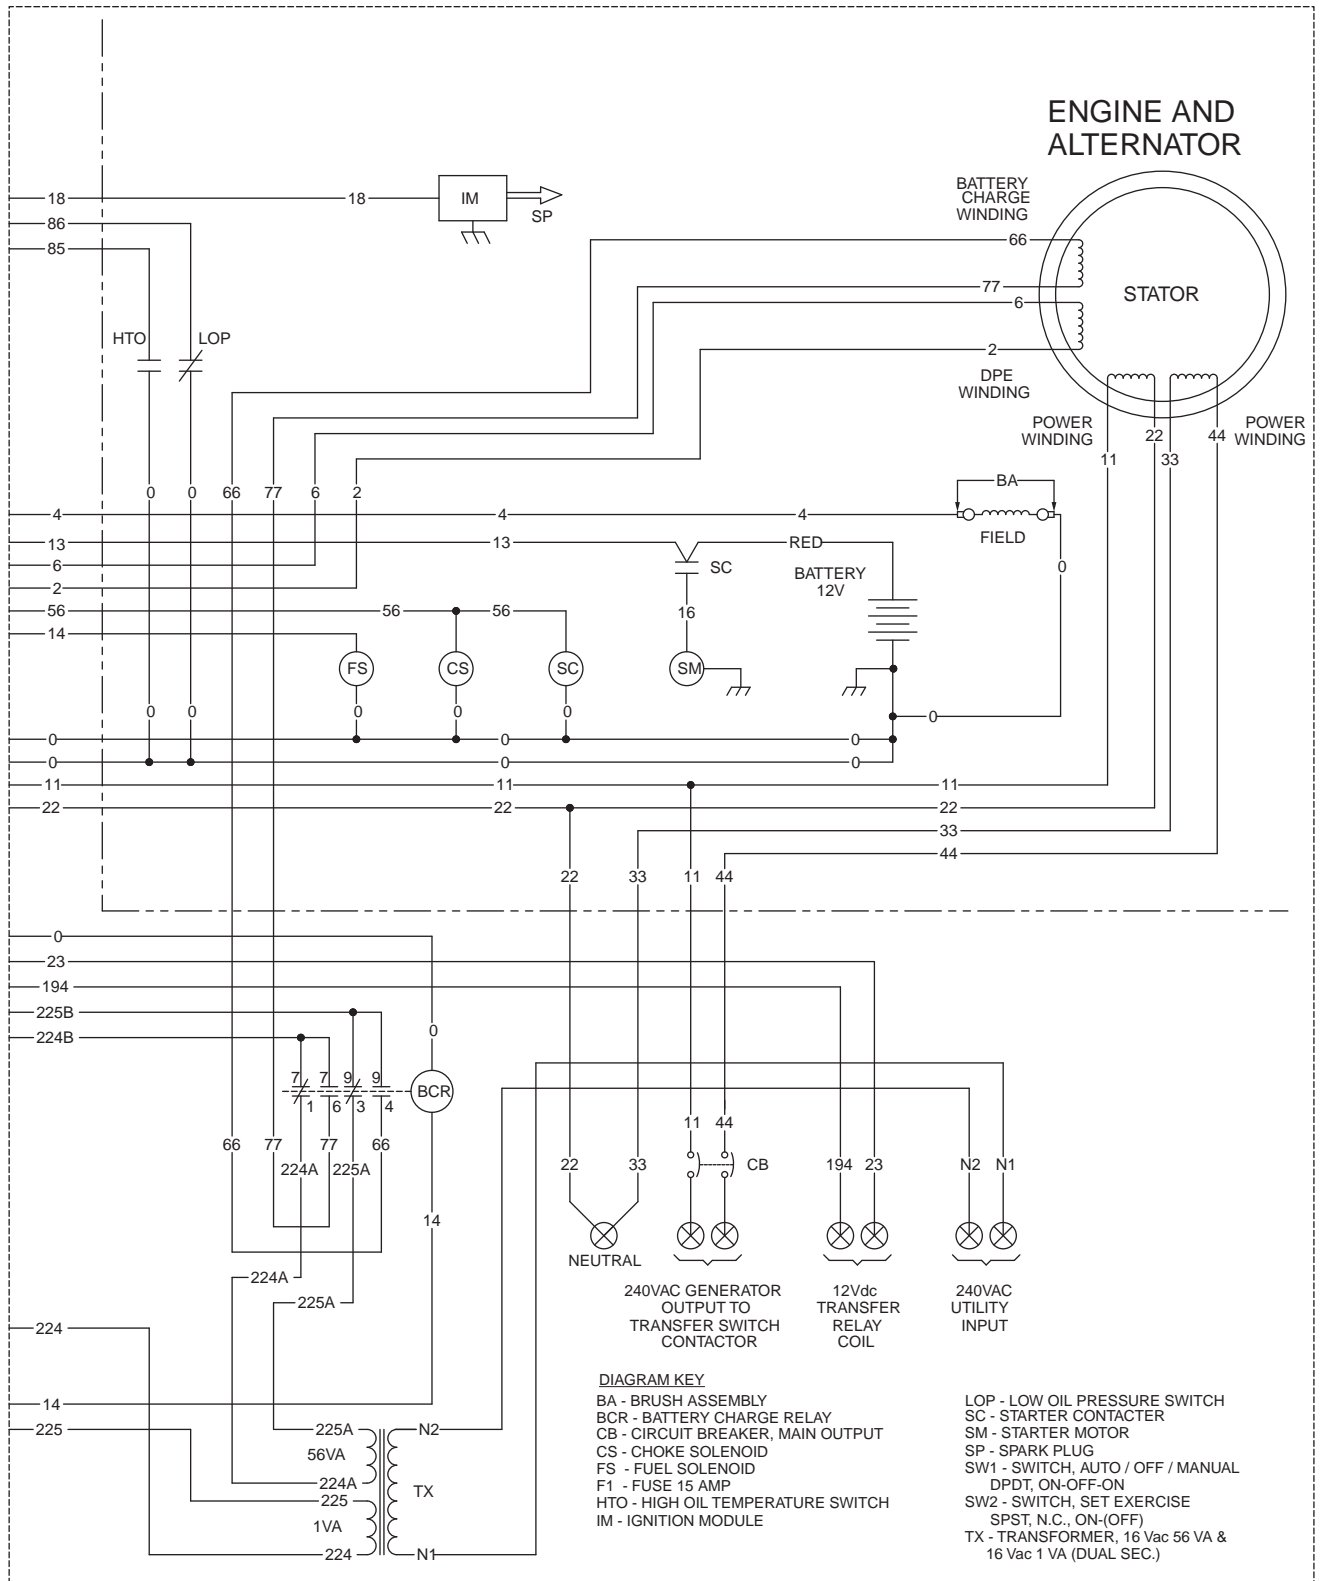 ENGINE AND
ALTERNATOR
BATTERY
CHARGE
WINDING
18
18
IM
SP
86
85
66
77
STATOR
6
HTO
LOP
2
DPE
WINDING
POWER
WINDING
22
44
POWER
WINDING
11
33
0
0
66
77
6
2
BA
4
4
4
FIELD
13
13
RED
SC
0
6
BATTERY
12V
2
56
56
56
16
14
FS
CS
SC
SM
0
0
0
0
0
0
0
0
0
0
0
0
11
11
11
22
22
22
33
44
22
33
11
44
0
23
194
225B
0
224B
7
7
9
9
BCR
1
6
3
4
11
44
66
77
77
66
224A
225A
22
33
CB
194
23
N2
N1
14
NEUTRAL
224A
240VAC GENERATOR
OUTPUT TO
TRANSFER SWITCH
CONTACTOR
12Vdc
TRANSFER
RELAY
COIL
240VAC
UTILITY
INPUT
225A
224
14
225
225A
N2
56VA
224A
TX
225
1VA
224
N1
DIAGRAM KEY
BA - BRUSH ASSEMBLY
BCR - BATTERY CHARGE RELAY
CB - CIRCUIT BREAKER, MAIN OUTPUT
CS - CHOKE SOLENOID
FS - FUEL SOLENOID
F1 - FUSE 15 AMP
HTO - HIGH OIL TEMPERATURE SWITCH
IM - IGNITION MODULE
LOP - LOW OIL PRESSURE SWITCH
SC - STARTER CONTACTER
SM - STARTER MOTOR
SP - SPARK PLUG
SW1 - SWITCH, AUTO / OFF / MANUAL
DPDT, ON-OFF-ON
SW2 - SWITCH, SET EXERCISE
SPST, N.C., ON-(OFF)
TX - TRANSFORMER, 16 Vac 56 VA &
16 Vac 1 VA (DUAL SEC.)